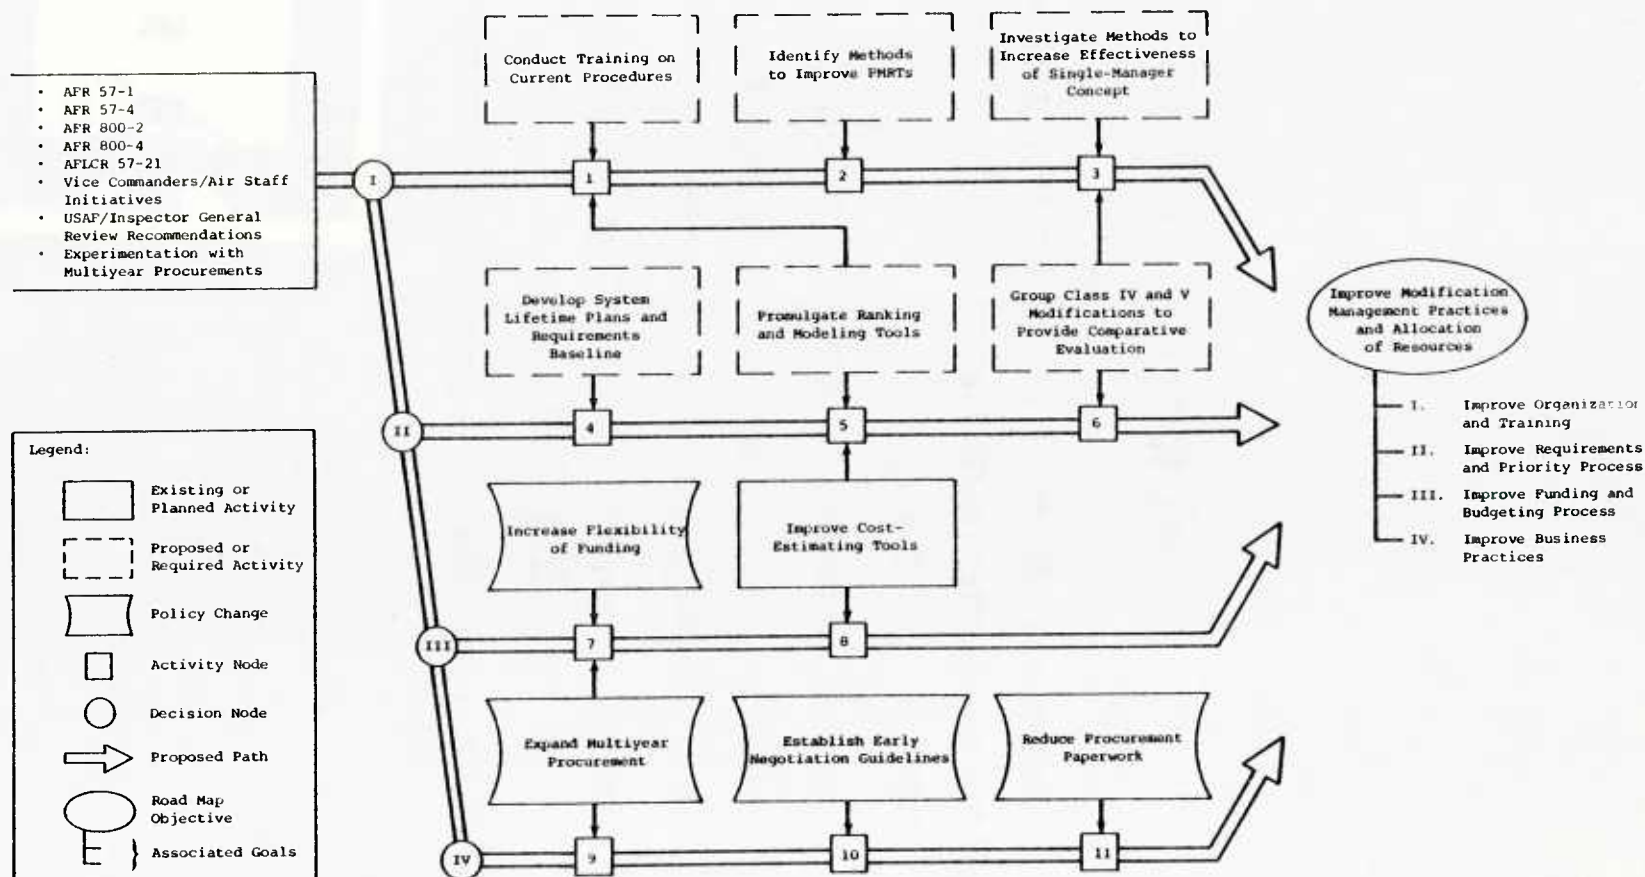 Conduct Training on
Current Procedures
Identify Methods
to Improve PMRTs
Investigate Methods to
Increase Effectiveness
of Single-Manager
Concept
• AFR 57-1
• AFR 57-4
• AFR 800-2
• AFR 800-4
• AFLCR 57-21
• Vice Commanders/Air Staff
Initiatives
• USAF/Inspector General
Review Recommendations
• Experimentation with
Multiyear Procurements
I
1
2
3
Develop System
Lifetime Plans and
Requirements
Baseline
Promulgate Ranking
and Modeling Tools
Group Class IV and V
Modifications to
Provide Comparative
Evaluation
Improve Modification
Management Practices
and Allocation
of Resources
I. Improve Organization
and Training
II. Improve Requirements
and Priority Process
III. Improve Funding and
Budgeting Process
IV. Improve Business
Practices
II
4
5
6
Increase Flexibility
of Funding
Improve Cost-
Estimating Tools
III
7
8
Expand Multiyear
Procurement
Establish Early
Negotiation Guidelines
Reduce Procurement
Paperwork
IV
9
10
11
Legend:
Existing or
Planned Activity
Proposed or
Required Activity
Policy Change
Activity Node
Decision Node
Proposed Path
Road Map
Objective
Associated Goals